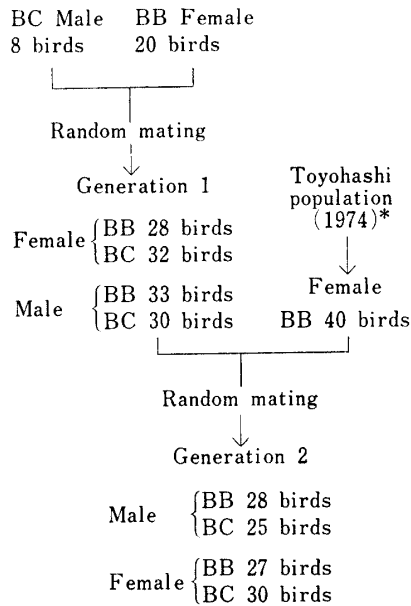 BC Male BB Female
8 birds 20 birds
Random mating
Generation 1
Female { BB 28 birds
BC 32 birds
Male { BB 33 birds
BC 30 birds
Toyohashi
population
(1974)*
Female
BB 40 birds
Random mating
Generation 2
Male { BB 28 birds
BC 25 birds
Female { BB 27 birds
BC 30 birds